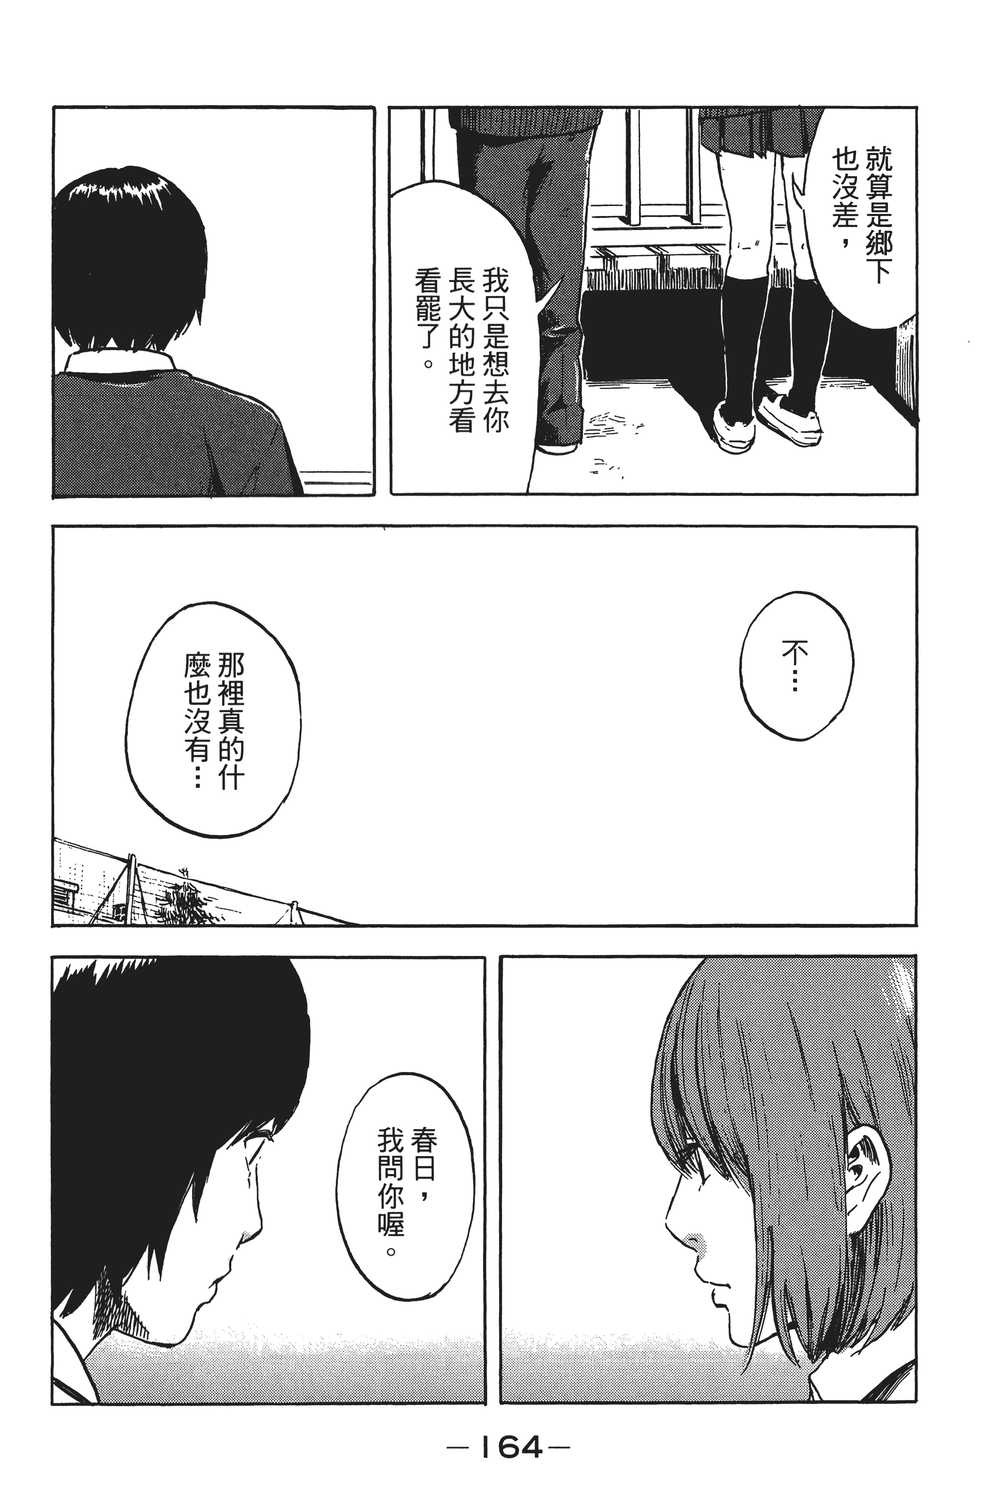 就算是鄉下
也沒差，
我只是想去你
長大的地方看
看罷了。
不…
那裡真的什
麼也沒有…
春日，
我問你喔。
—164—